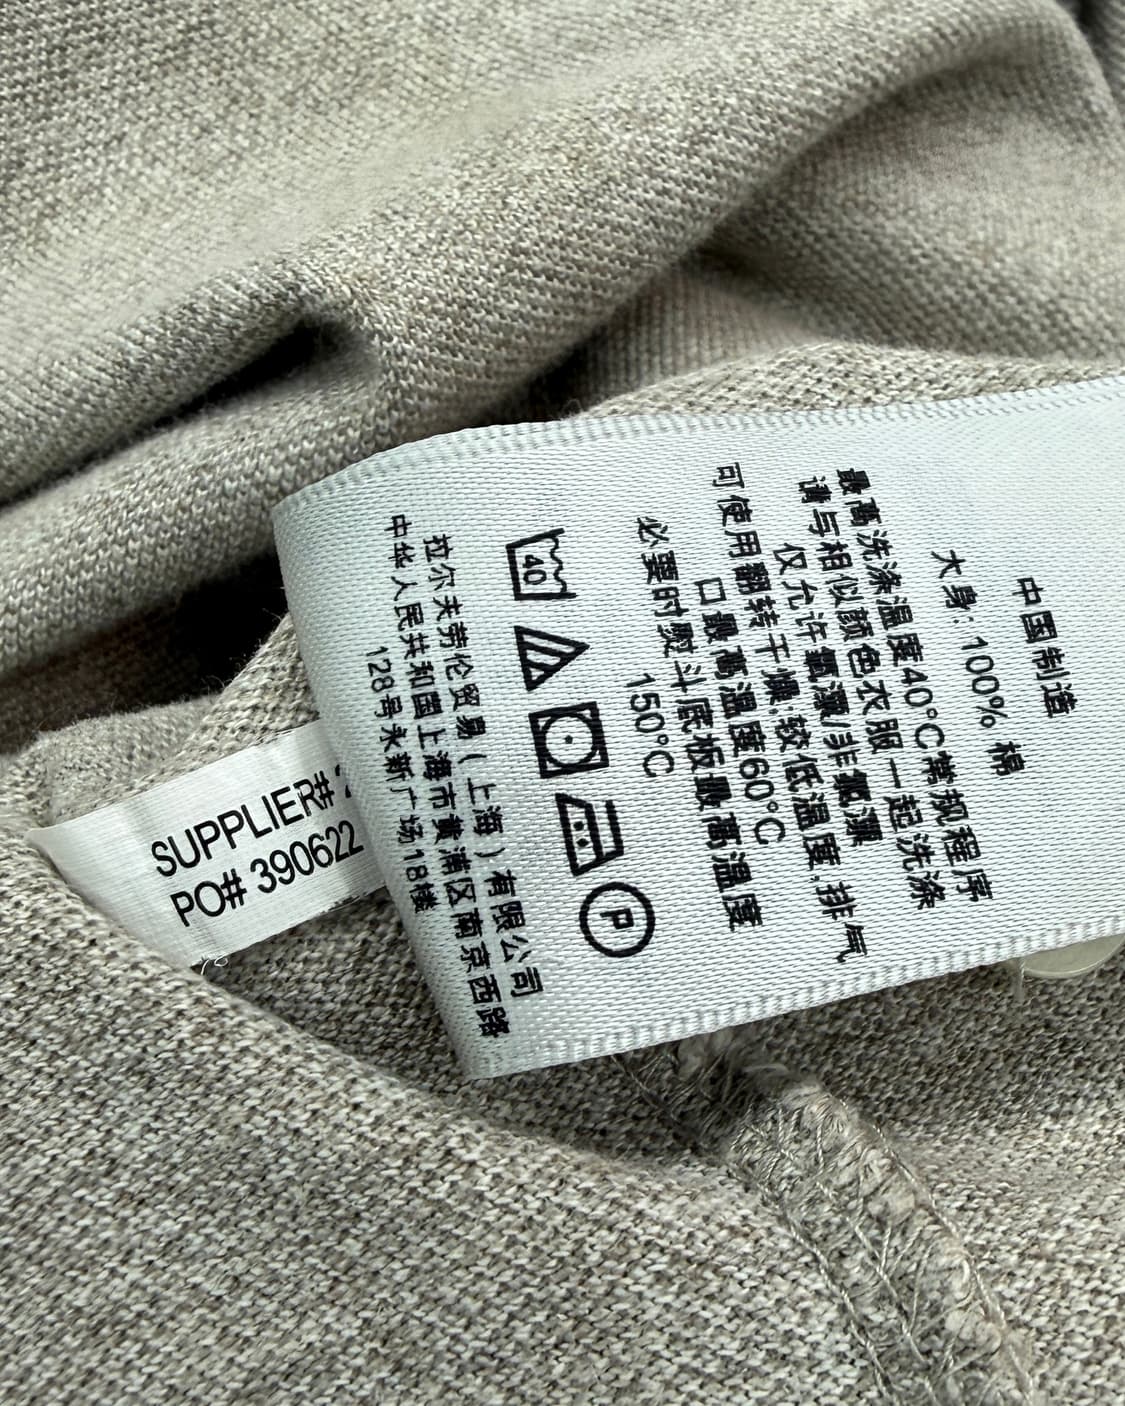 中国制造
大身: 100% 棉
最高洗涤温度40°C常规程序
请与相似颜色衣服一起洗涤
仅允许氧漂/非氯漂
可使用翻转干燥:较低温度,排气
口最高温度60°C
必要时熨斗底板最高温度
150°C
40
P
拉尔夫劳伦贸易(上海)有限公司
中华人民共和国上海市黄浦区南京西路
128号永新广场18楼
SUPPLIER#
PO# 390622